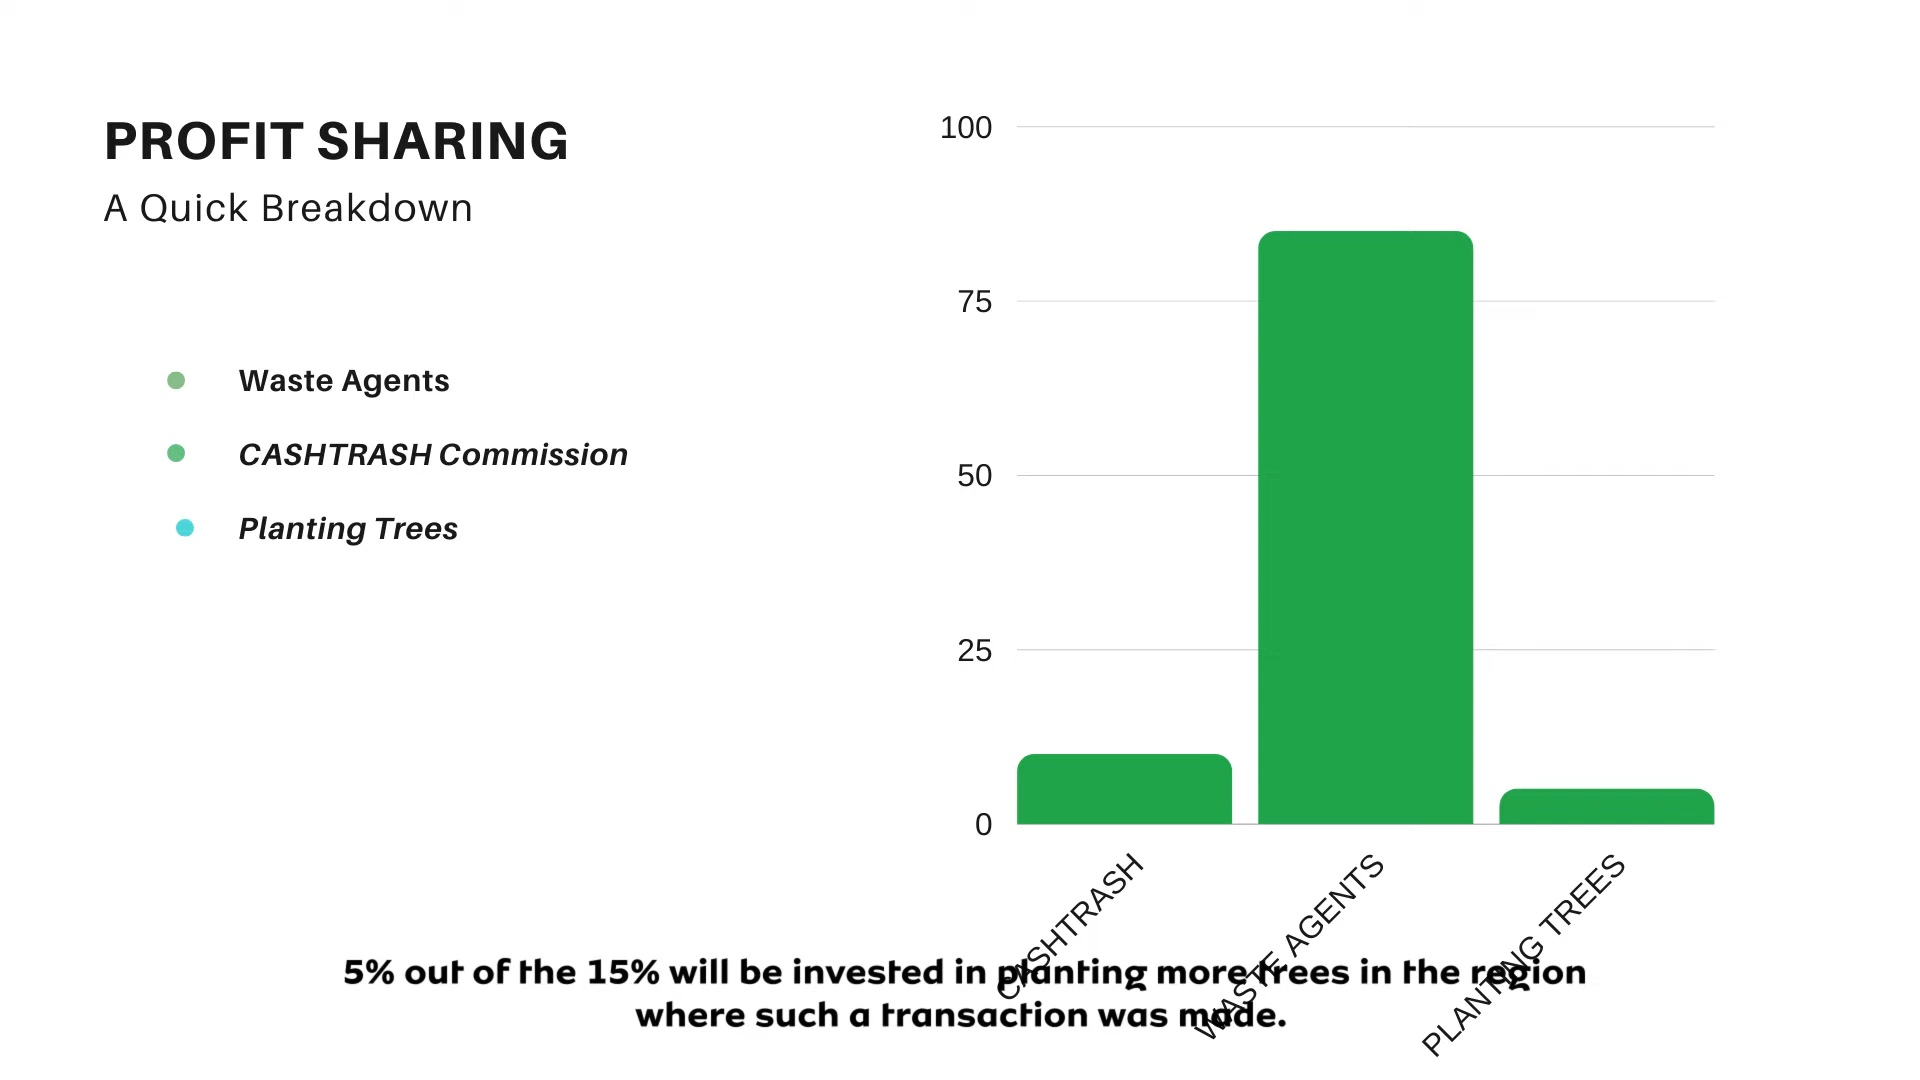 PROFIT SHARING
A Quick Breakdown
Waste Agents
CASHTRASH Commission
Planting Trees
100
75
50
25
0
CASHTRASH
WASTE AGENTS
PLANTING TREES
5% out of the 15% will be invested in planting more trees in the region
where such a transaction was made.